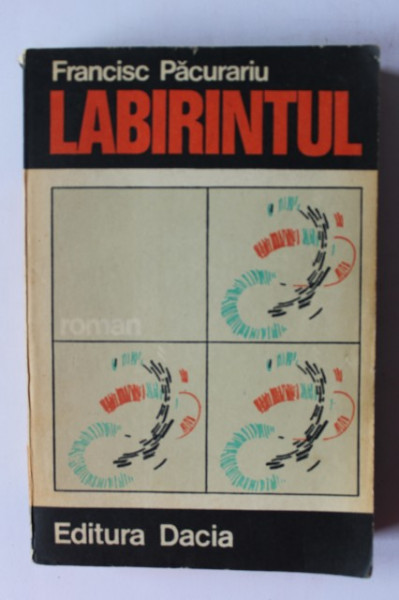 Francisc Păcurariu
LABIRINTUL
roman
Editura Dacia